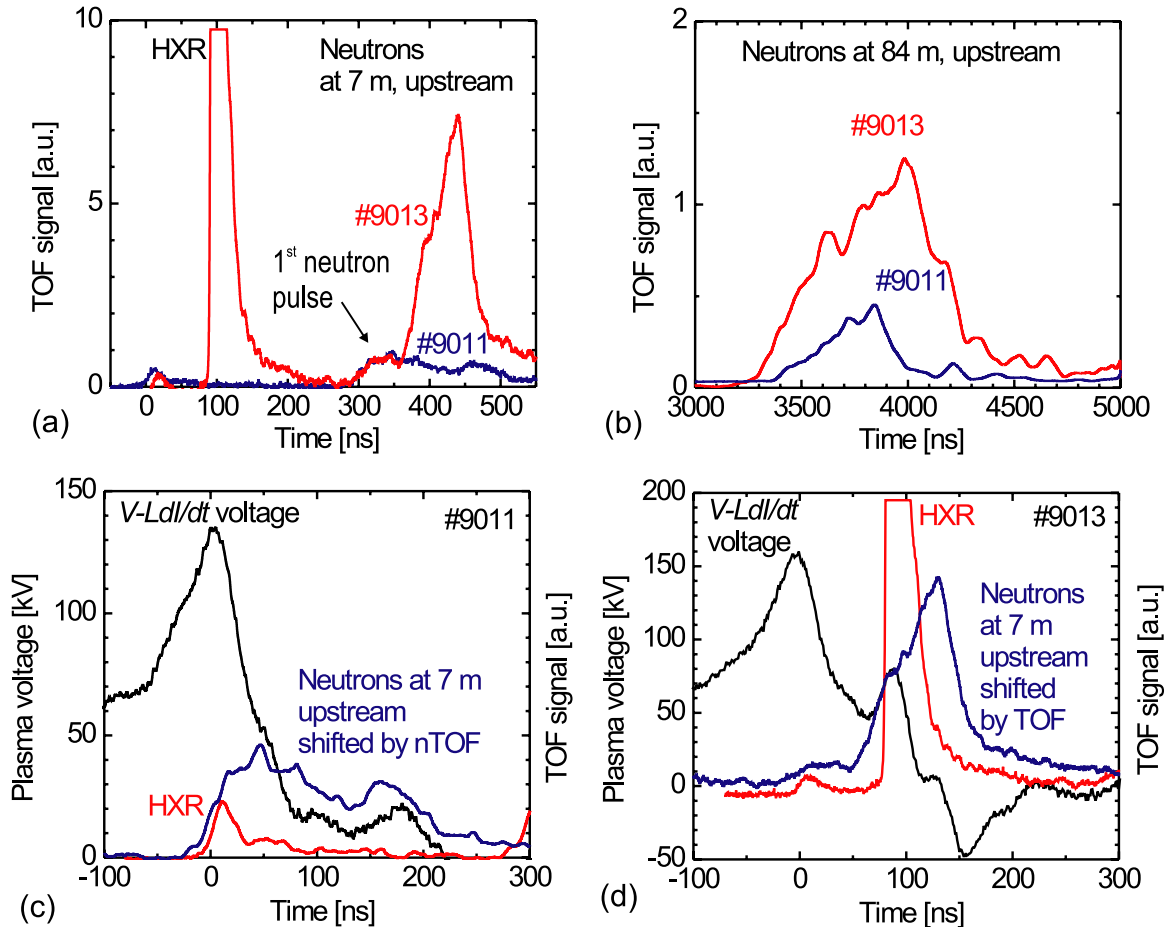 10
5
0
TOF signal [a.u.]
HXR
Neutrons
at 7 m, upstream
#9013
1st neutron
pulse
#9011
0 100 200 300 400 500
Time [ns]
(a)
2
1
0
TOF signal [a.u.]
Neutrons at 84 m, upstream
#9013
#9011
3000 3500 4000 4500 5000
Time [ns]
(b)
150
100
50
0
Plasma voltage [kV]
V-LdI/dt voltage
#9011
Neutrons at 7 m
upstream
shifted by nTOF
HXR
TOF signal [a.u.]
-100 0 100 200 300
Time [ns]
(c)
200
150
100
50
0
-50
Plasma voltage [kV]
V-LdI/dt
voltage
HXR
#9013
Neutrons
at 7 m
upstream
shifted
by TOF
TOF signal [a.u.]
-100 0 100 200 300
Time [ns]
(d)